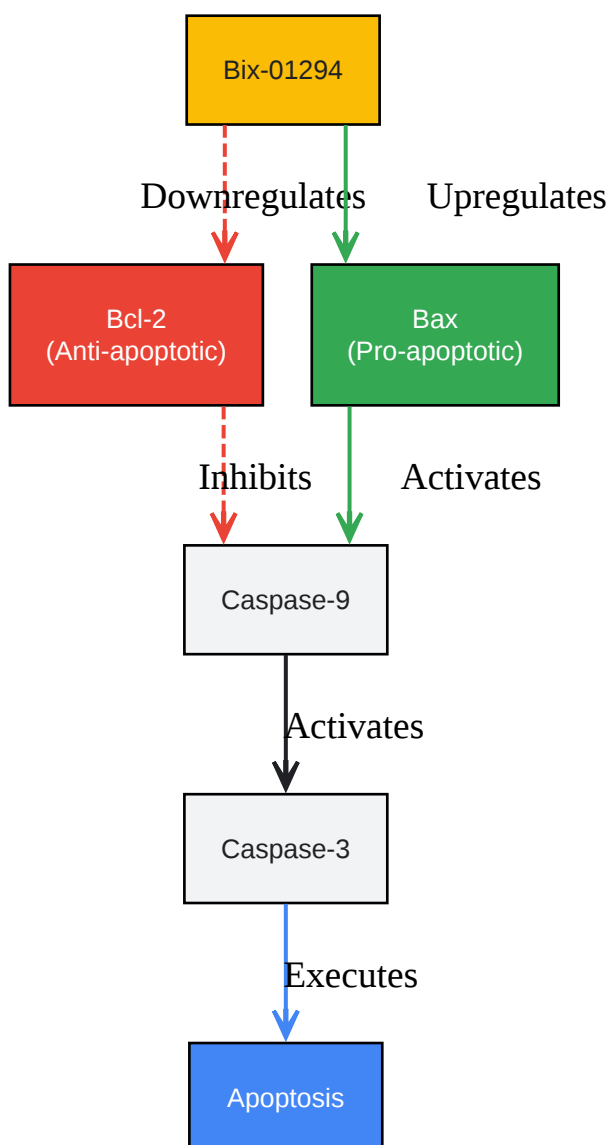 Bix-01294
Downregulates
Upregulates
Bcl-2
(Anti-apoptotic)
Bax
(Pro-apoptotic)
Inhibits
Activates
Caspase-9
Activates
Caspase-3
Executes
Apoptosis